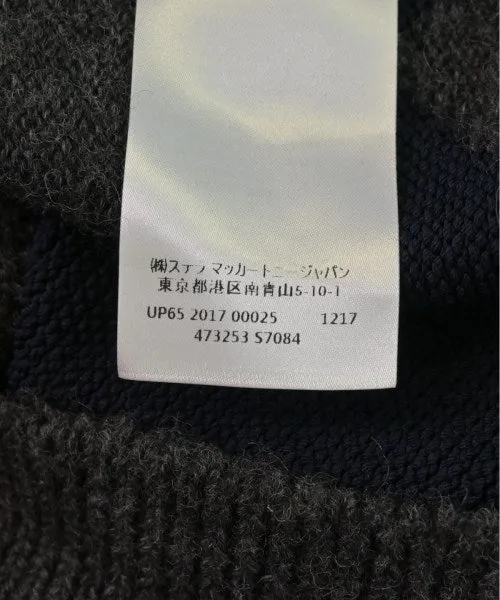 ㈱ステラ マッカートニージャパン
東京都港区南青山5-10-1
UP65 2017 00025 1217
473253 S7084